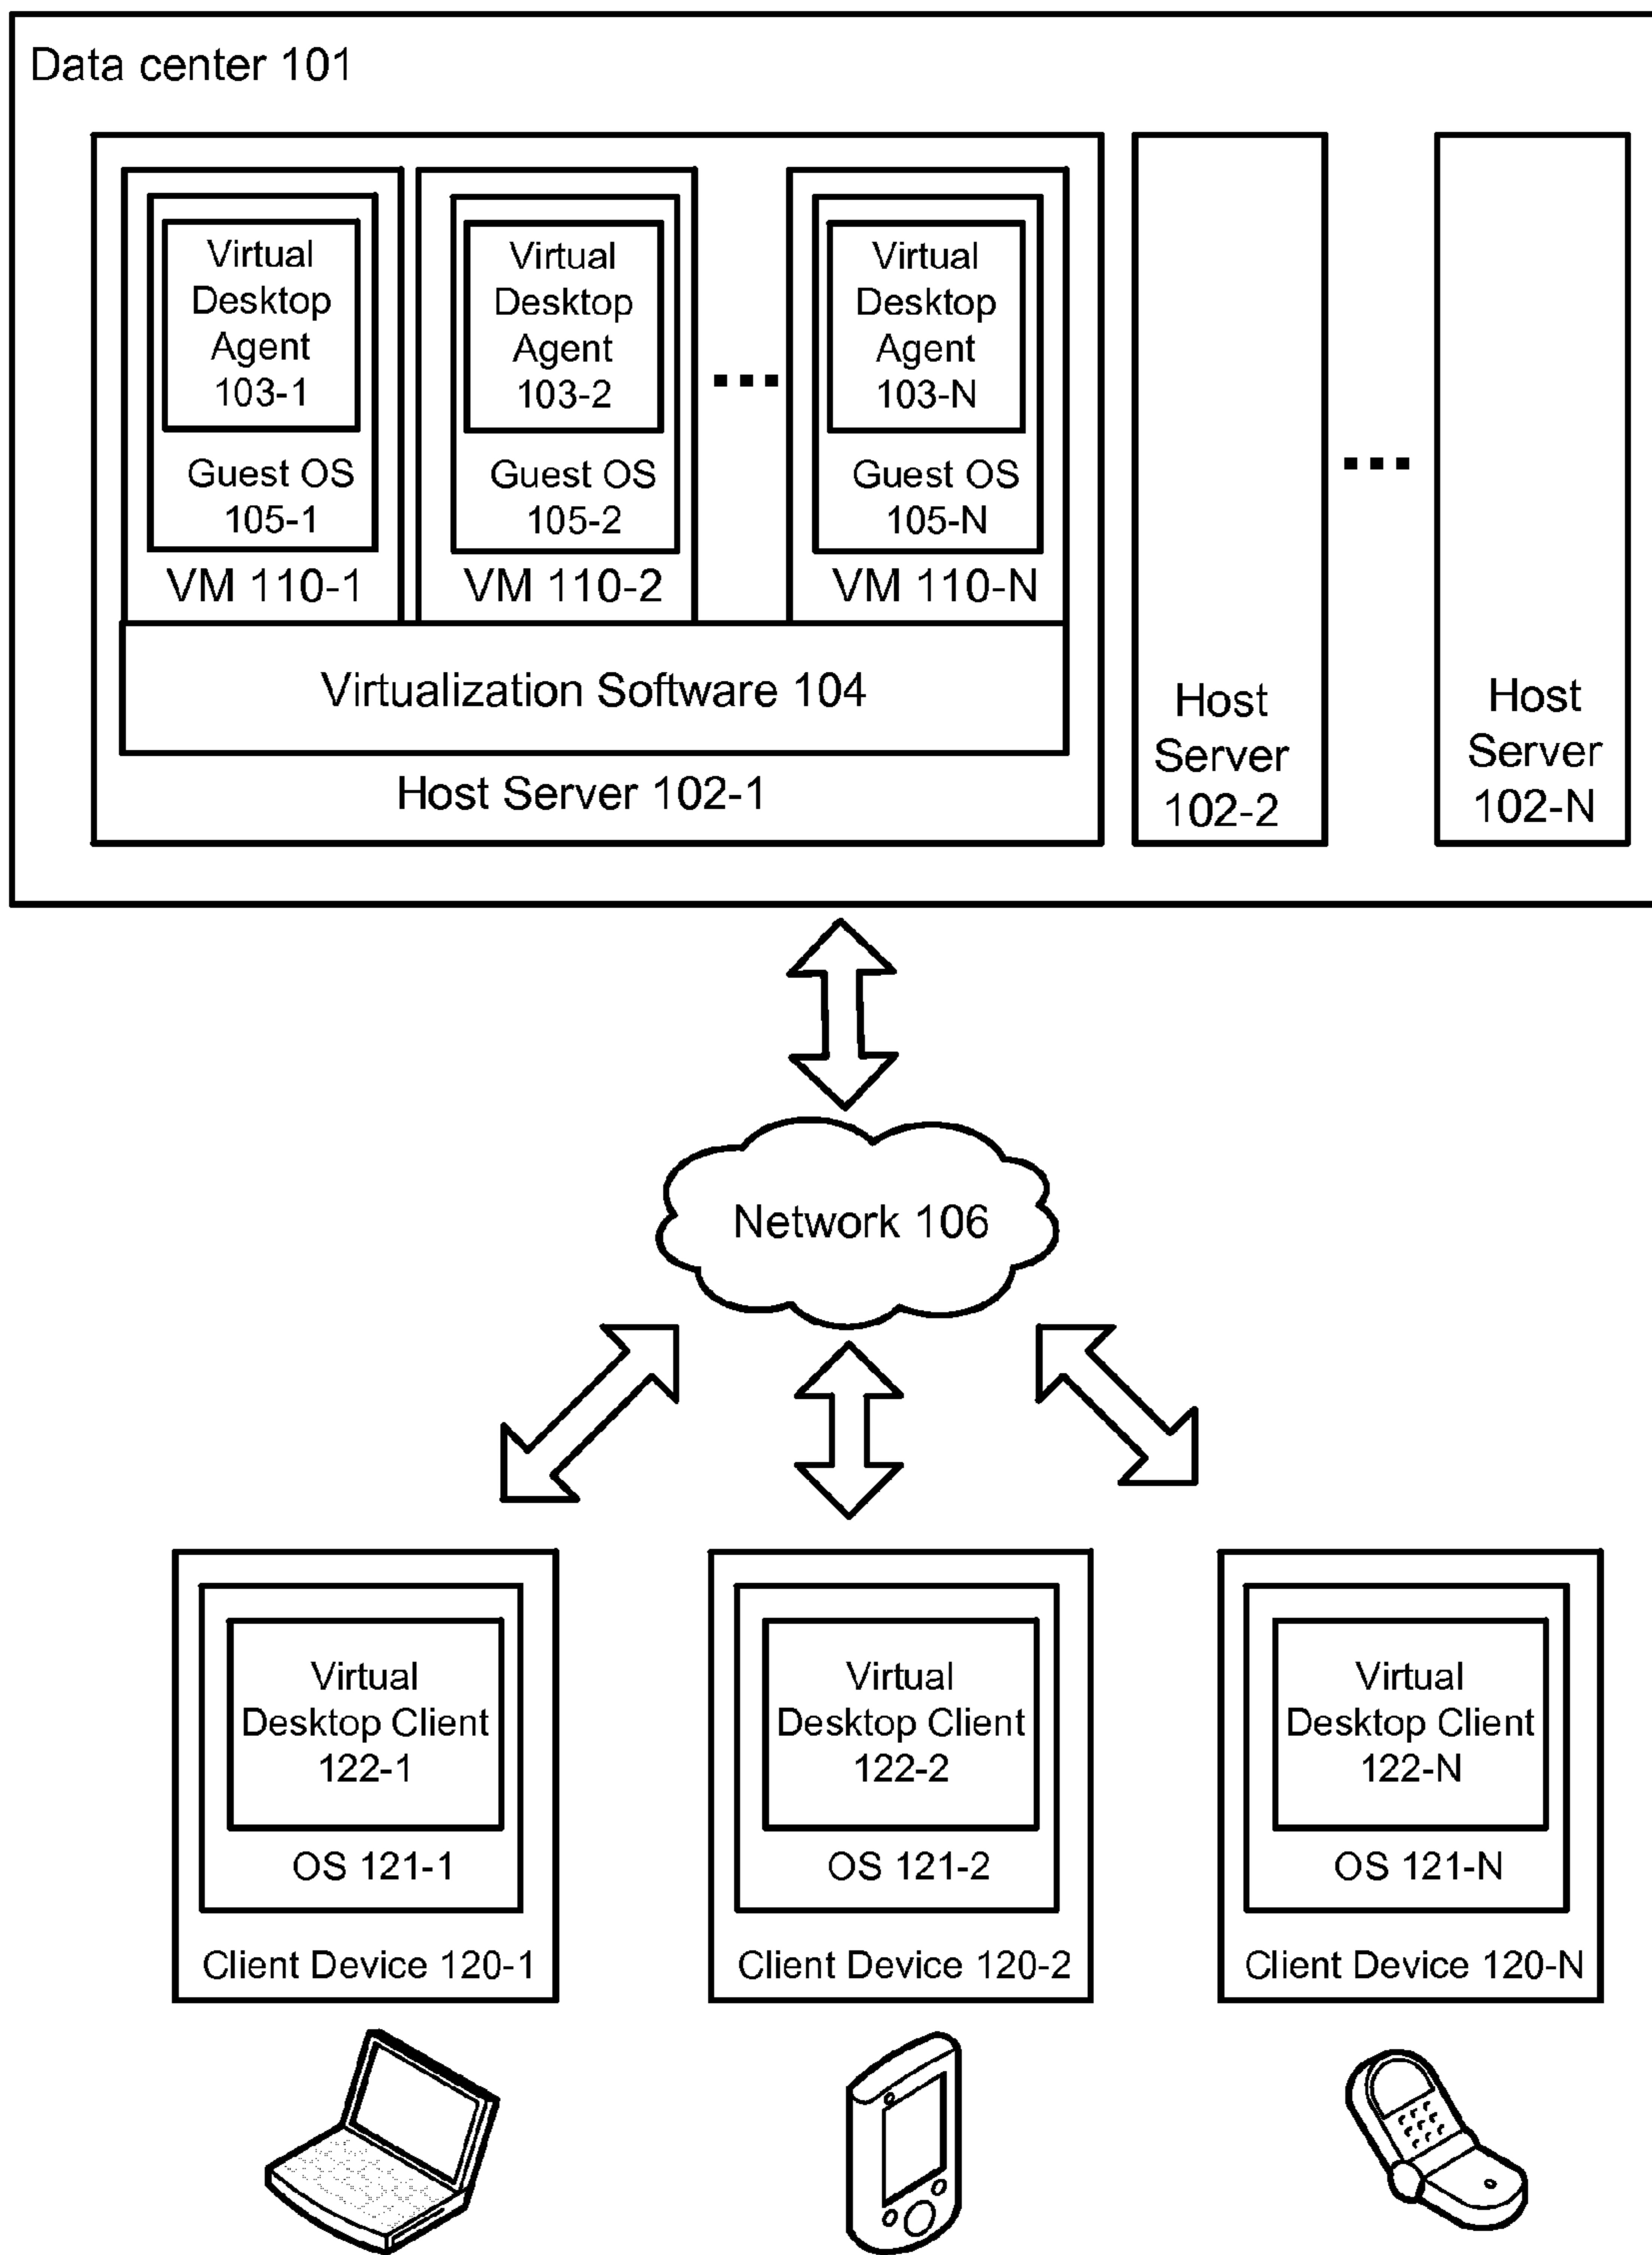 Data center 101
Virtual
Desktop
Agent
103-1
Guest OS
105-1
VM 110-1
Virtual
Desktop
Agent
103-2
Guest OS
105-2
VM 110-2
...
Virtual
Desktop
Agent
103-N
Guest OS
105-N
VM 110-N
Virtualization Software 104
Host Server 102-1
Host
Server
102-2
...
Host
Server
102-N
Network 106
Virtual
Desktop Client
122-1
OS 121-1
Client Device 120-1
Virtual
Desktop Client
122-2
OS 121-2
Client Device 120-2
Virtual
Desktop Client
122-N
OS 121-N
Client Device 120-N